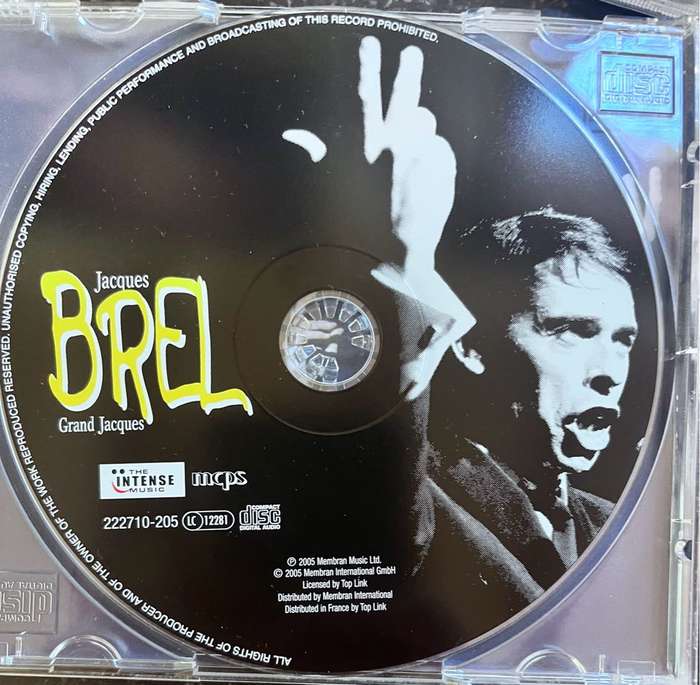 ALL RIGHTS OF THE PRODUCER AND OF THE OWNER OF THE WORK REPRODUCED RESERVED. UNAUTHORISED COPYING, HIRING, LENDING, PUBLIC PERFORMANCE AND BROADCASTING OF THIS RECORD PROHIBITED.
COMPACT
disc
DIGITAL AUDIO
Jacques
BREL
Grand Jacques
THE
INTENSE
MUSIC
mcps
222710-205
LC 12281
COMPACT
disc
DIGITAL AUDIO
℗ 2005 Membran Music Ltd.
© 2005 Membran International GmbH
Licensed by Top Link
Distributed by Membran International
Distributed in France by Top Link
disc